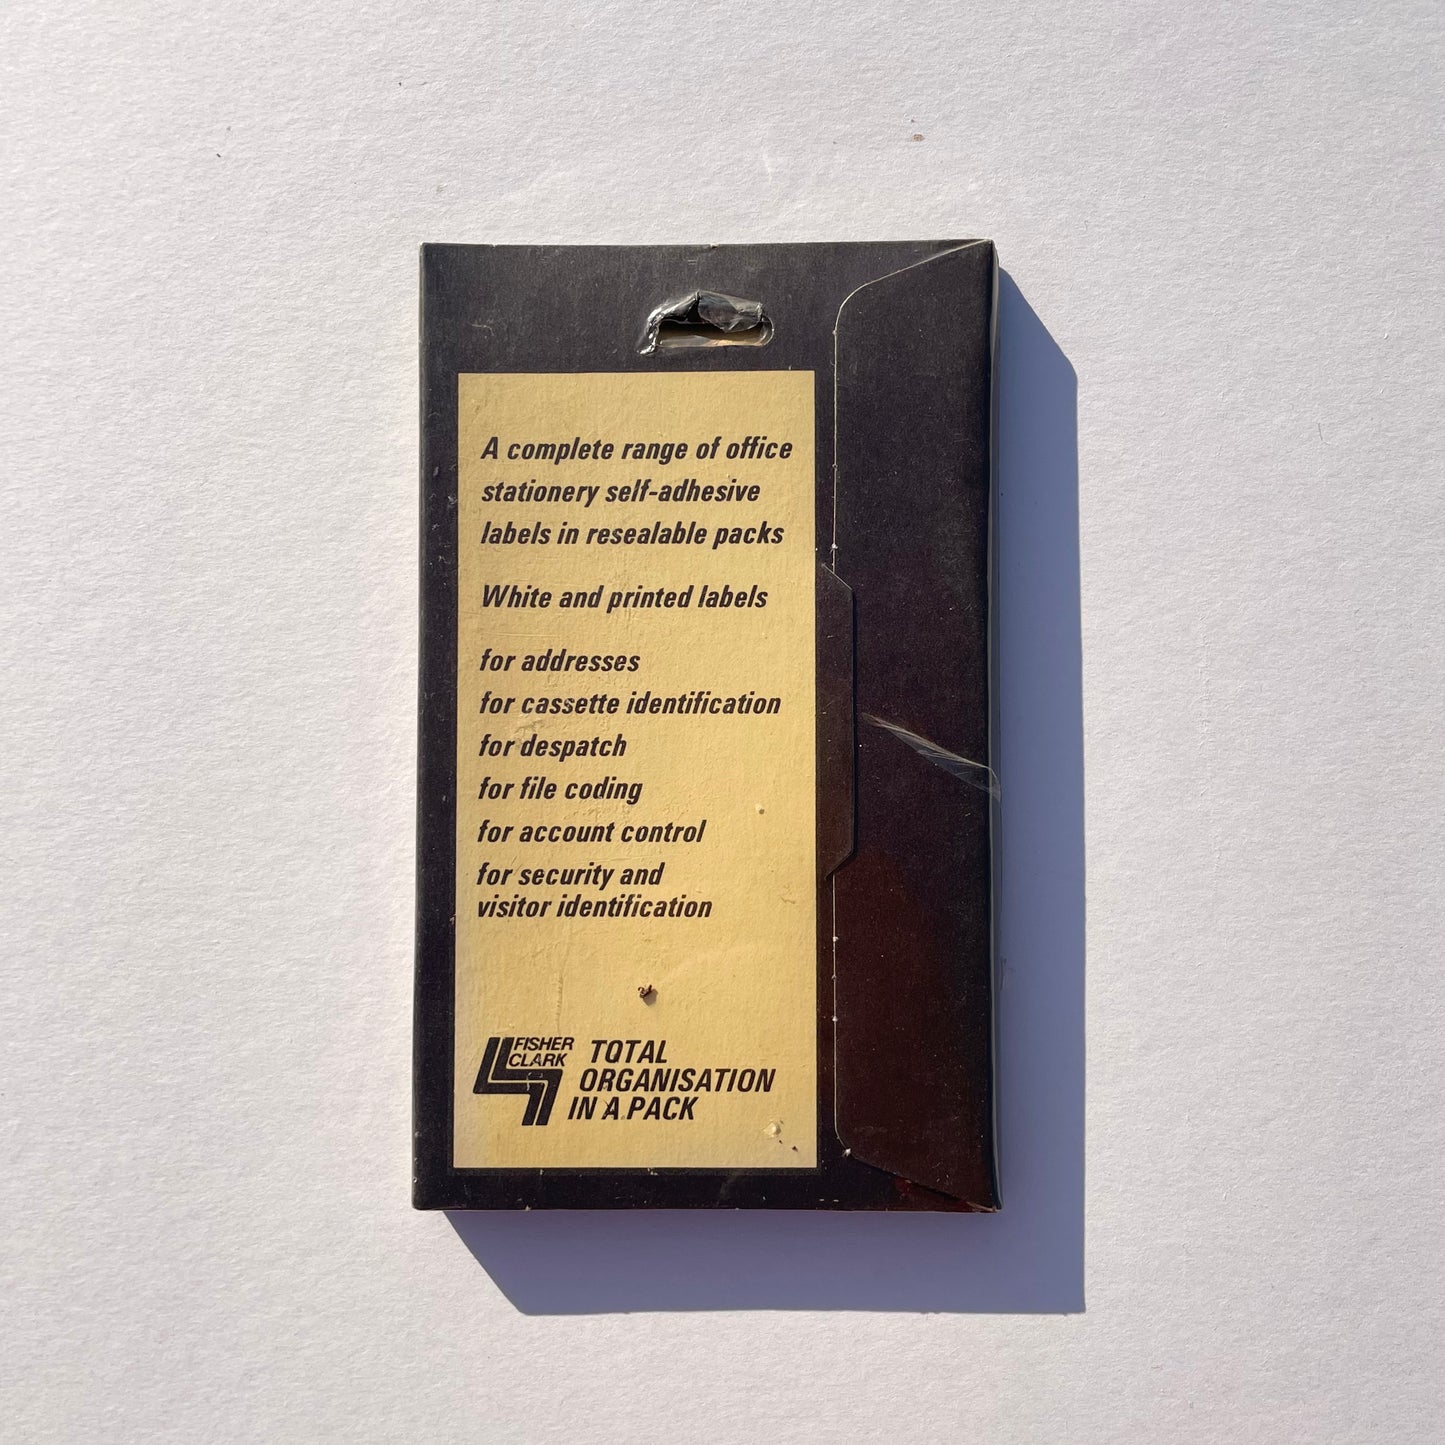 A complete range of office
stationery self-adhesive
labels in resealable packs
White and printed labels
for addresses
for cassette identification
for despatch
for file coding
for account control
for security and
visitor identification
FISHER
CLARK
TOTAL
ORGANISATION
IN A PACK